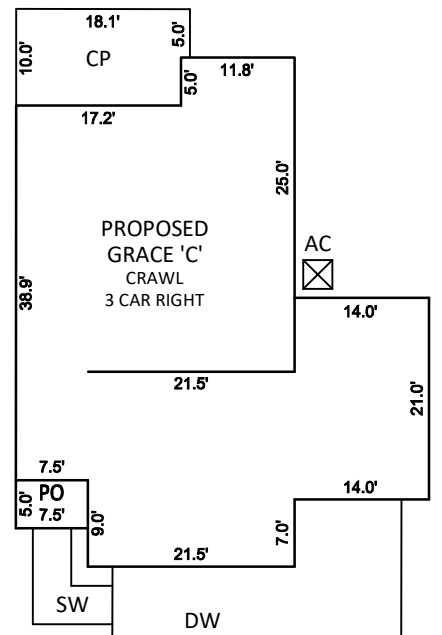 18.1'
10.0'
CP
5.0'
5.0'
11.8'
17.2'
25.0'
PROPOSED
GRACE 'C'
CRAWL
3 CAR RIGHT
AC
38.9'
14.0'
21.5'
21.0'
7.5'
PO
5.0'
7.5'
9.0'
14.0'
7.0'
21.5'
SW
DW